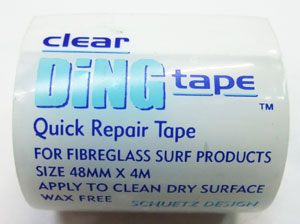 clear
DiNG tape
™
Quick Repair Tape
FOR FIBREGLASS SURF PRODUCTS
SIZE 48MM X 4M
APPLY TO CLEAN DRY SURFACE
WAX FREE SCHUETZ DESIGN